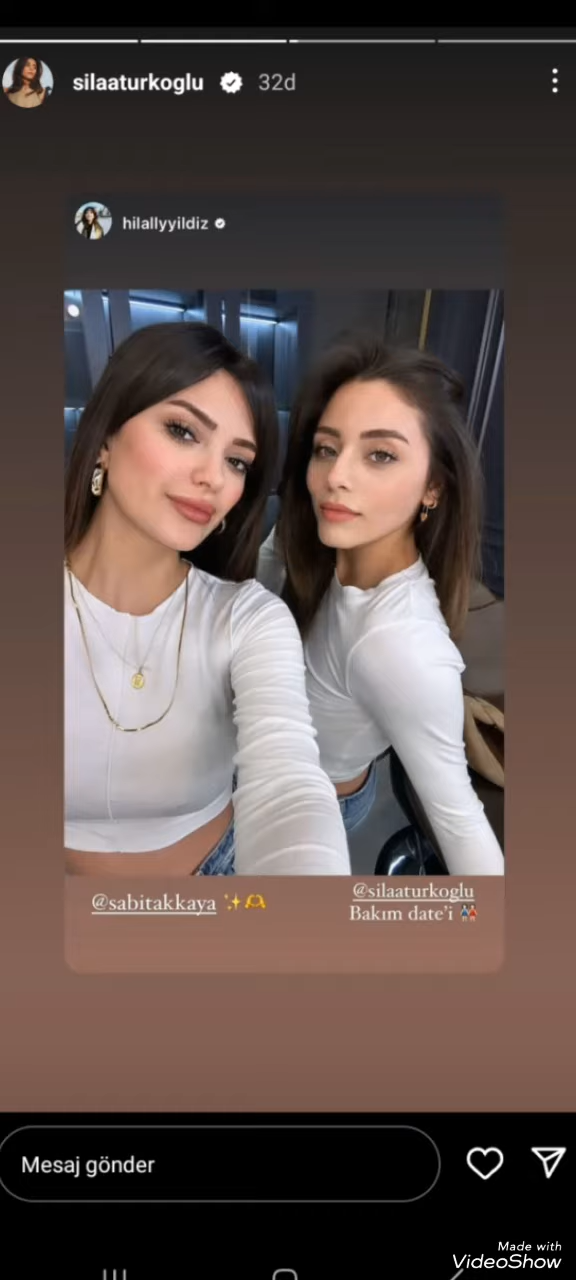 silaaturkoglu 32d
hilallyyildiz
@sabitakkaya
@silaaturkoglu
Bakım date'i
Mesaj gönder
Made with
VideoShow